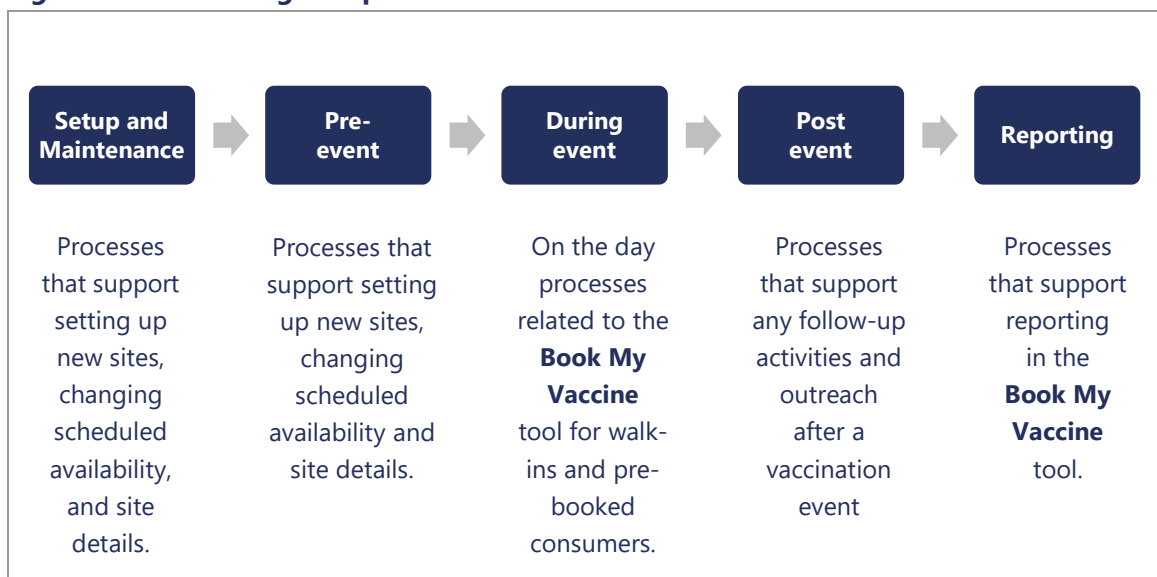 Setup and
Maintenance
Pre-
event
During
event
Post
event
Reporting
Processes
that support
setting up
new sites,
changing
scheduled
availability,
and site
details.
Processes that
support setting
up new sites,
changing
scheduled
availability and
site details.
On the day
processes
related to the
Book My
Vaccine
tool for walk-
ins and pre-
booked
consumers.
Processes
that support
any follow-up
activities and
outreach
after a
vaccination
event
Processes
that support
reporting
in the
Book My
Vaccine
tool.